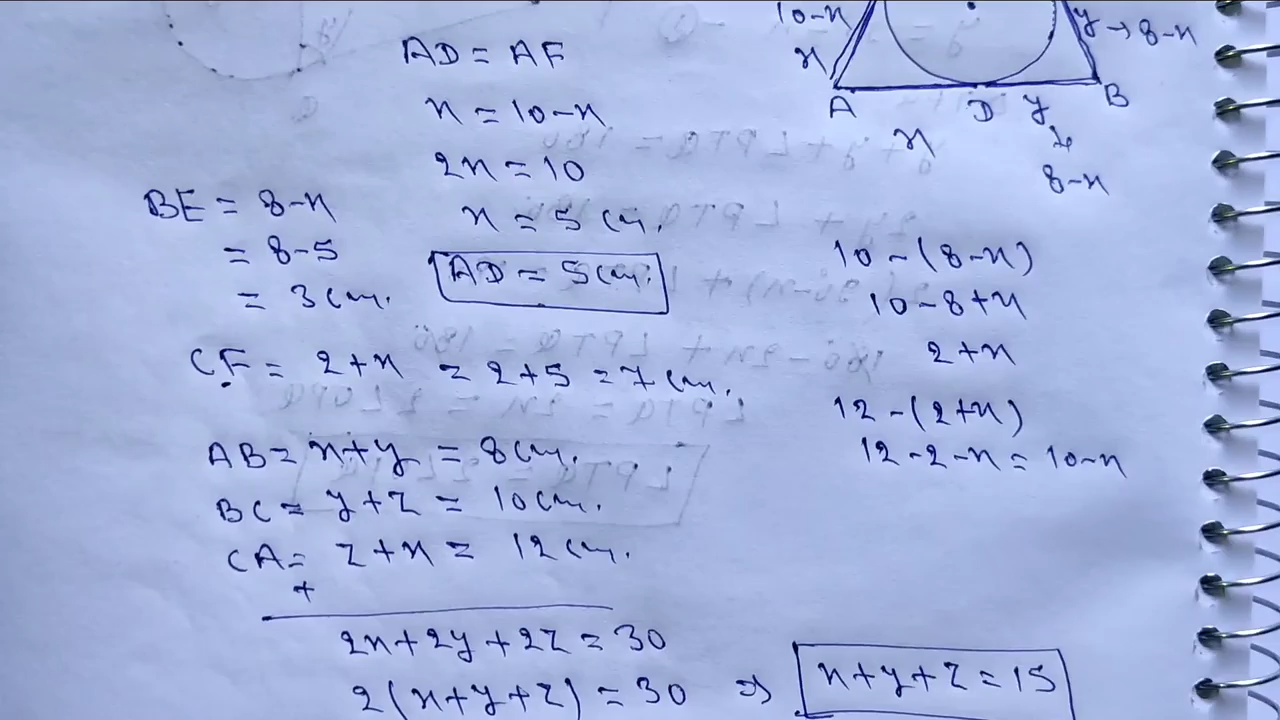 10-x
x
y → 8-x
A
D
B
x
y
8-x
AD = AF
x = 10-x
2x = 10
x = 5 cm.
AD = 5 cm.
BE = 8-x
= 8-5
= 3 cm.
CF = 2+x = 2+5 = 7 cm.
10-(8-x)
10-8+x
2+x
12-(2+x)
12-2-x = 10-x
AB = x+y = 8 cm.
BC = y+z = 10 cm.
CA = z+x = 12 cm.
+
2x+2y+2z = 30
2(x+y+z) = 30 ⇒ x+y+z = 15